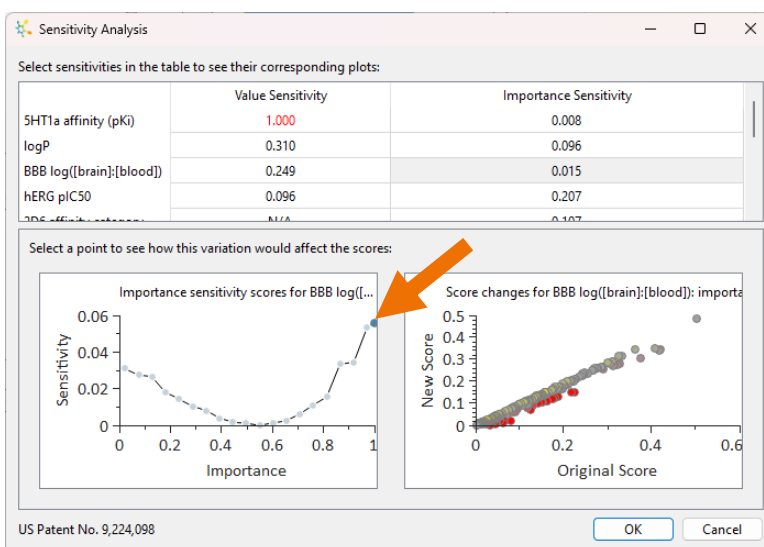 Sensitivity Analysis
Select sensitivities in the table to see their corresponding plots:
Value Sensitivity Importance Sensitivity
5HT1a affinity (pKi) 1.000 0.008
logP 0.310 0.096
BBB log([brain]:[blood]) 0.249 0.015
hERG pIC50 0.096 0.207
2D6 affinity category N/A 0.107
Select a point to see how this variation would affect the scores:
Importance sensitivity scores for BBB log([...
Sensitivity
0.06
0.04
0.02
0
0 0.2 0.4 0.6 0.8 1
Importance
Score changes for BBB log([brain]:[blood]): importa
New Score
0.5
0.4
0.3
0.2
0.1
0
0 0.2 0.4 0.6
Original Score
US Patent No. 9,224,098
OK Cancel